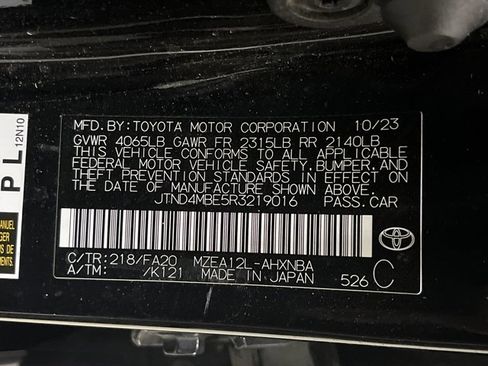 MFD.BY:TOYOTA MOTOR CORPORATION 10/23
GVWR 4065LB GAWR FR 2315LB RR 2140LB
THIS VEHICLE CONFORMS TO ALL APPLICABLE
FEDERAL MOTOR VEHICLE SAFETY, BUMPER, AND
THEFT PREVENTION STANDARDS IN EFFECT ON
THE DATE OF MANUFACTURE SHOWN ABOVE.
JTND4MBE5R3219016 PASS.CAR
C/TR:218/FA20 MZEA12L-AHXNBA
A/TM: /K121 MADE IN JAPAN 526 C
P L
12N10
MANUEL